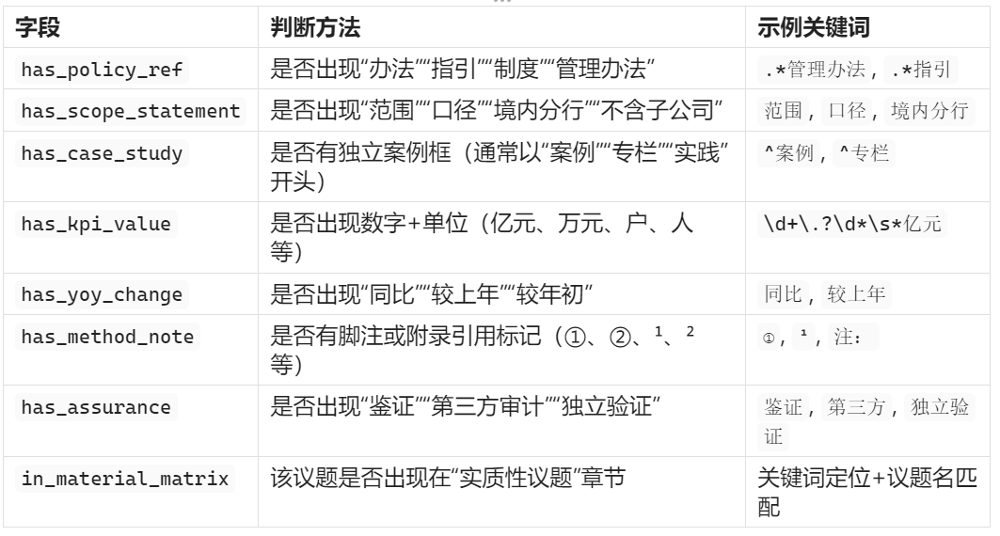 字段 判断方法 示例关键词
has_policy_ref 是否出现“办法”“指引”“制度”“管理办法” .*管理办法, .*指引
has_scope_statement 是否出现“范围”“口径”“境内分行”“不含子公司” 范围, 口径, 境内分行
has_case_study 是否有独立案例框（通常以“案例”“专栏”“实践” ^案例, ^专栏
开头）
has_kpi_value 是否出现数字+单位（亿元、万元、户、人 \d+\.?\d*\s*亿元
等）
has_yoy_change 是否出现“同比”“较上年”“较年初” 同比, 较上年
has_method_note 是否有脚注或附录引用标记（①、②、¹、² ①, ¹, 注：
等）
has_assurance 是否出现“鉴证”“第三方审计”“独立验证” 鉴证, 第三方, 独立验
证
in_material_matrix 该议题是否出现在“实质性议题”章节 关键词定位+议题名匹
配